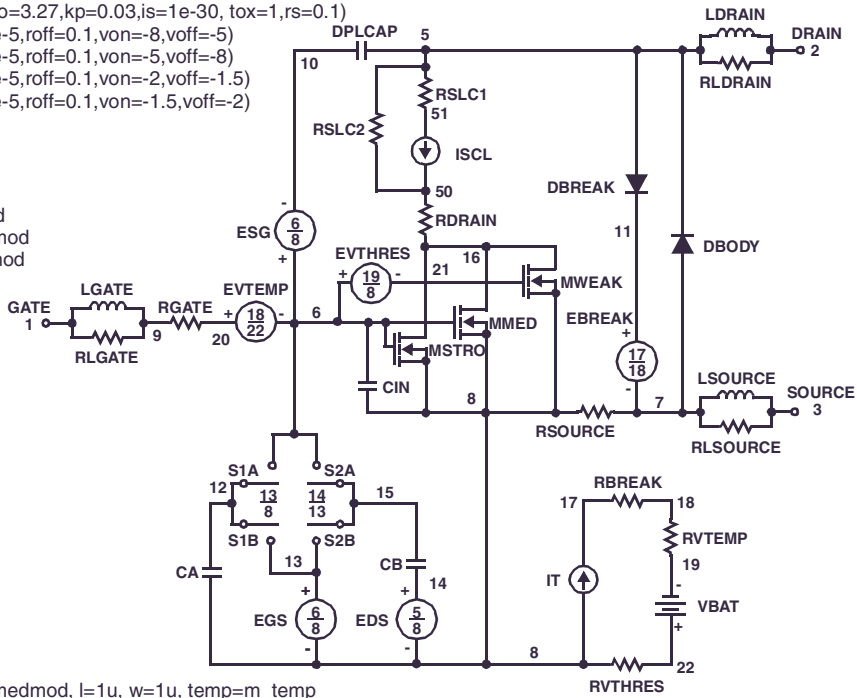 o=3.27,kp=0.03,is=1e-30, tox=1,rs=0.1)
e-5,roff=0.1,von=-8,voff=-5)
e-5,roff=0.1,von=-5,voff=-8)
e-5,roff=0.1,von=-2,voff=-1.5)
e-5,roff=0.1,von=-1.5,voff=-2)
d
mod
mod
LDRAIN
DPLCAP 5
DRAIN
2
10
RLDRAIN
RSLC1
51
RSLC2
ISCL
DBREAK
50
-
RDRAIN
ESG 6/8
+
11
DBODY
EVTHRES
16
+ 19/8 -
21
MWEAK
LGATE
EVTEMP
GATE
1
RGATE
+ 18/22 -
6
MMED
EBREAK +
9
20
RLGATE
MSTRO
17/18
-
LSOURCE
CIN
SOURCE
3
8
7
RSOURCE
RLSOURCE
S1A
S2A
12
13/8
14/13
15
RBREAK
17
18
S1B
S2B
RVTEMP
13
CB
19
CA
14
IT
-
VBAT
+
+
+
EGS 6/8
EDS 5/8
-
-
8
22
RVTHRES
medmod, l=1u, w=1u, temp=m_temp